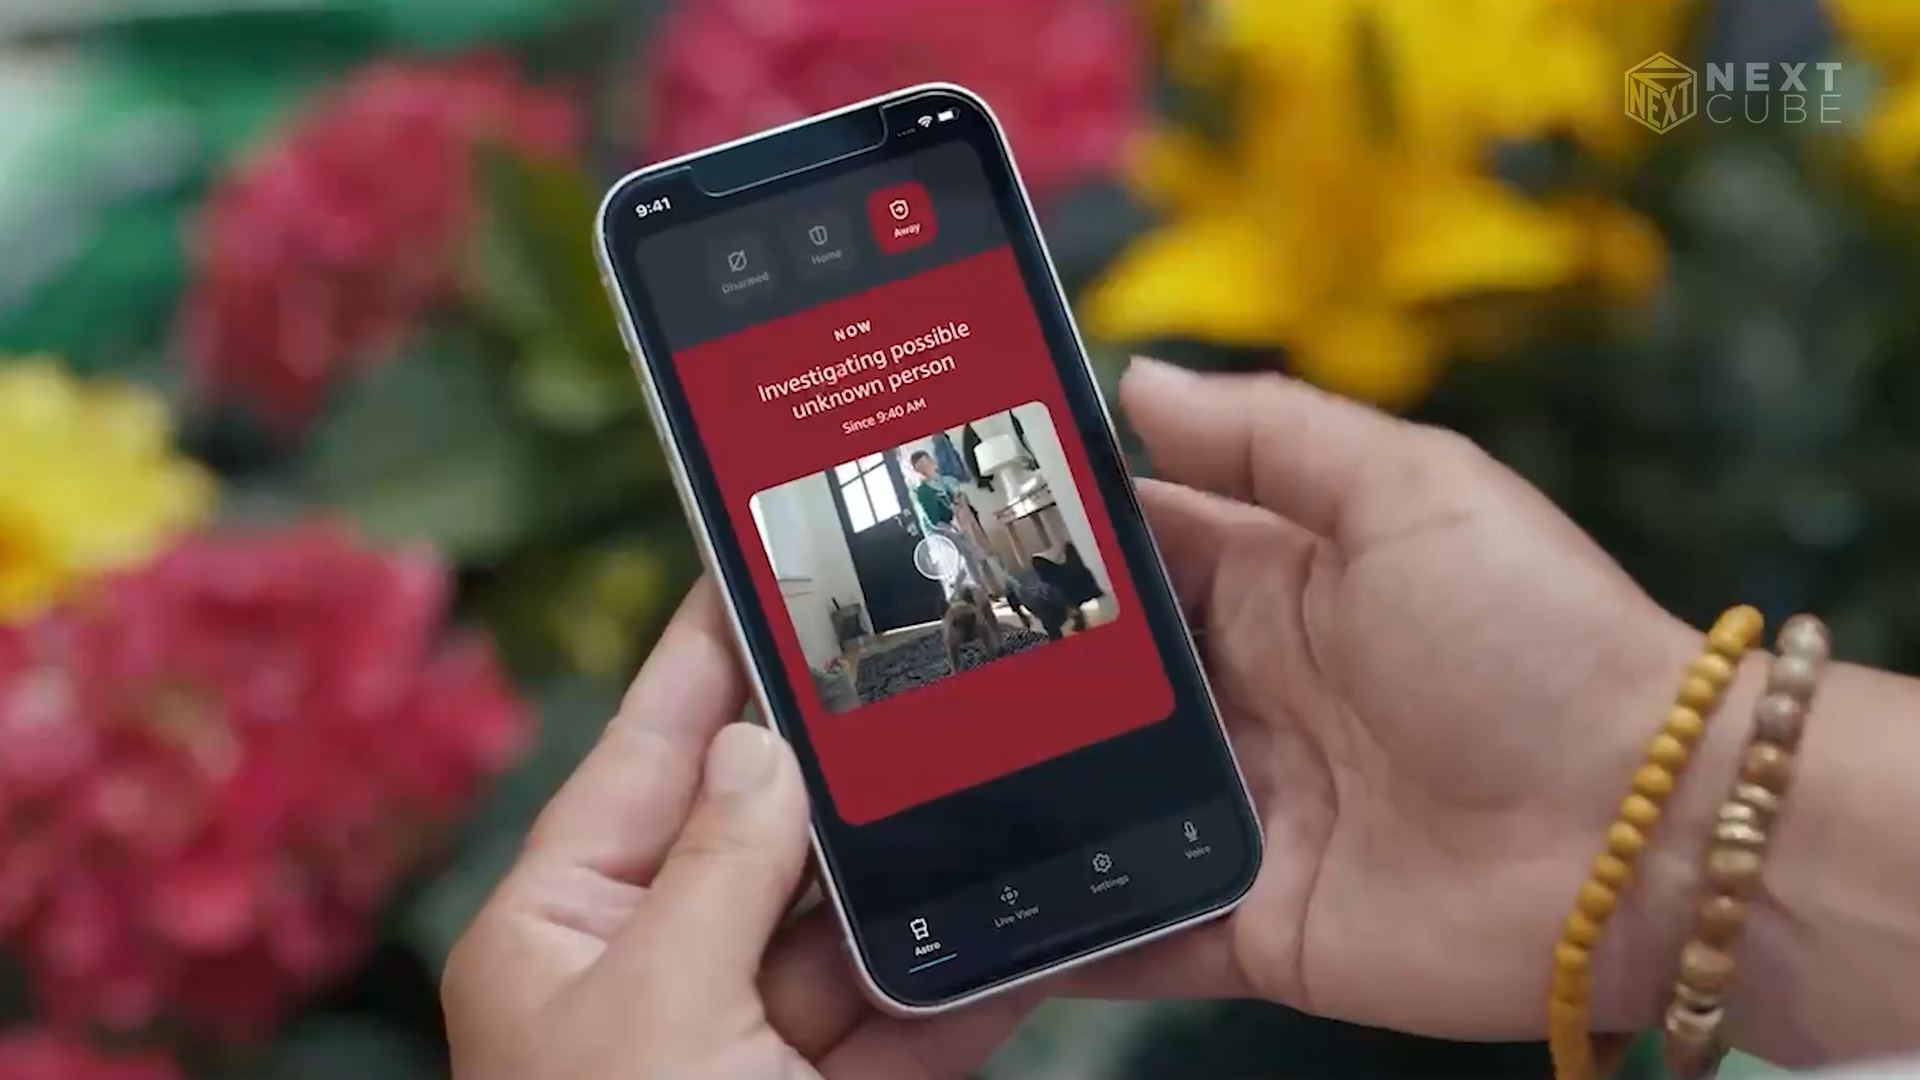 NEXT
NEXT
CUBE
9:41
Disarmed
Home
Away
NOW
Investigating possible
unknown person
Since 9:40 AM
Astro
Live View
Settings
Voice